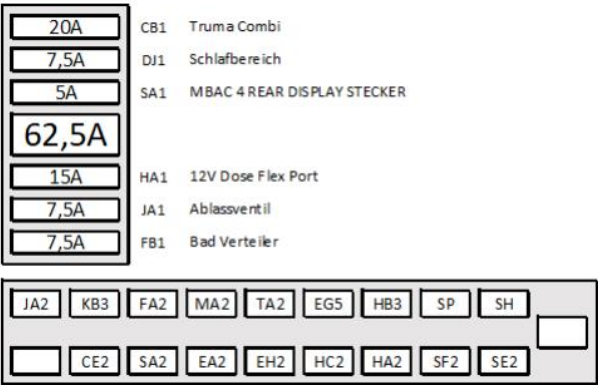 20A CB1 Truma Combi
7,5A DJ1 Schlafbereich
5A SA1 MBAC 4 REAR DISPLAY STECKER
62,5A
15A HA1 12V Dose Flex Port
7,5A JA1 Ablassventil
7,5A FB1 Bad Verteiler
JA2 KB3 FA2 MA2 TA2 EG5 HB3 SP SH
CE2 SA2 EA2 EH2 HC2 HA2 SF2 SE2